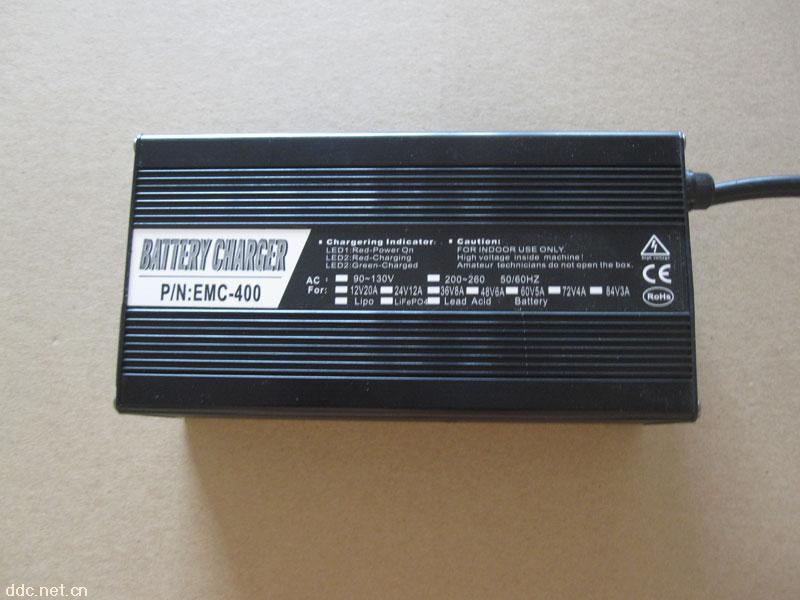 BATTERY CHARGER
P/N:EMC-400
• Chargering Indicator:
LED1:Red-Power On
LED2:Red-Charging
LED2:Green-Charged
• Caution:
FOR INDOOR USE ONLY.
High voltage inside machine!
Amateur technicians do not open the box.
AC : 90~130V 200~260 50/60HZ
For: 12V20A 24V12A 36V8A 48V6A 60V5A 72V4A 84V3A
Lipo LiFePO4 Lead Acid Battery
high voltage
CE
RoHs
ddc.net.cn